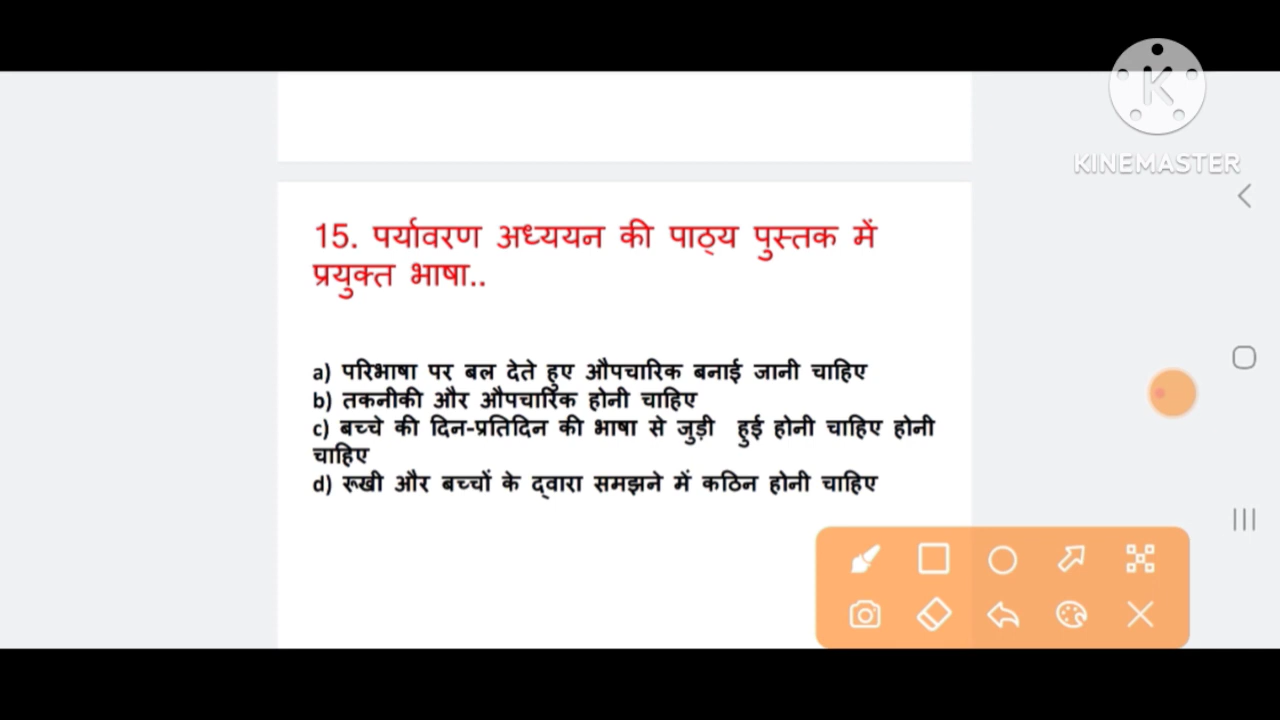 KINEMASTER
15. पर्यावरण अध्ययन की पाठ्य पुस्तक में
प्रयुक्त भाषा..
a) परिभाषा पर बल देते हुए औपचारिक बनाई जानी चाहिए
b) तकनीकी और औपचारिक होनी चाहिए
c) बच्चे की दिन-प्रतिदिन की भाषा से जुड़ी हुई होनी चाहिए होनी
चाहिए
d) रूखी और बच्चों के द्वारा समझने में कठिन होनी चाहिए